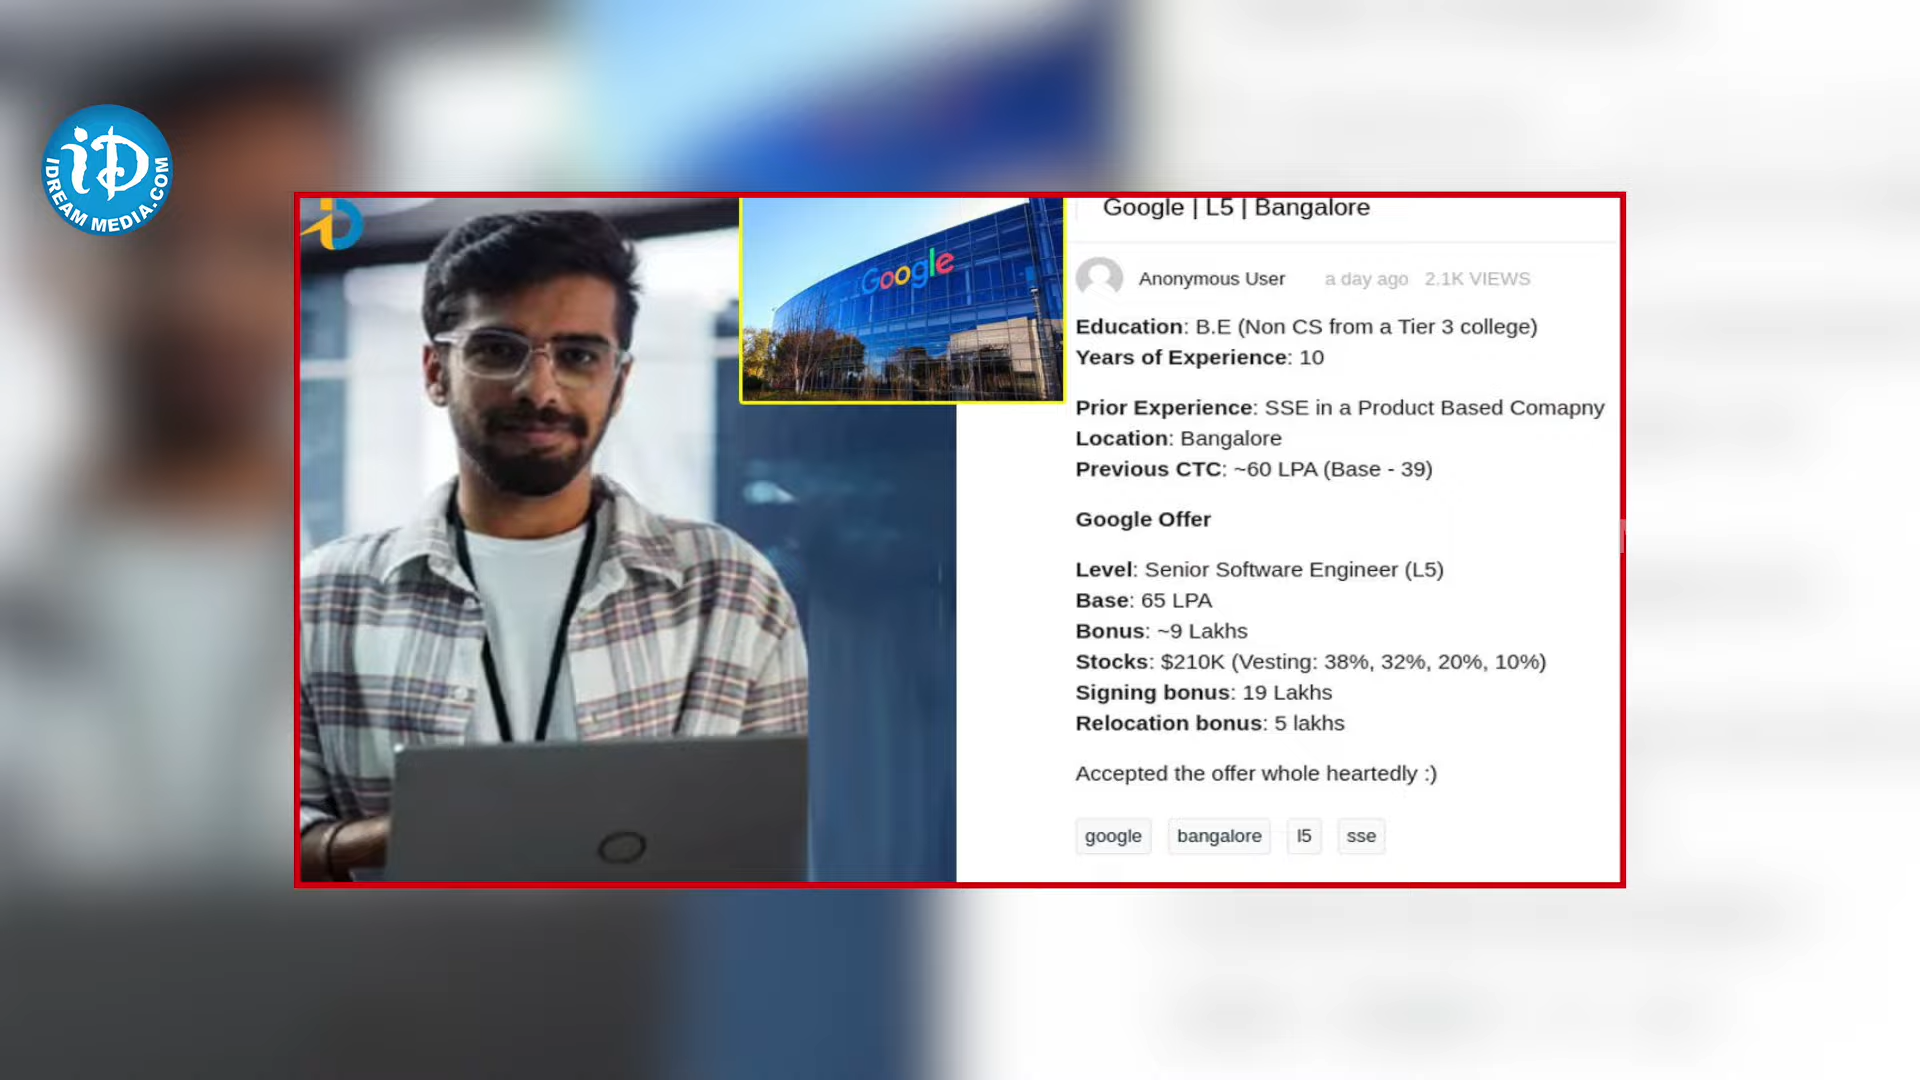 iD
IDREAM MEDIA.COM
iD
Google
Google | L5 | Bangalore
Anonymous User a day ago 2.1K VIEWS
Education: B.E (Non CS from a Tier 3 college)
Years of Experience: 10
Prior Experience: SSE in a Product Based Comapny
Location: Bangalore
Previous CTC: ~60 LPA (Base - 39)
Google Offer
Level: Senior Software Engineer (L5)
Base: 65 LPA
Bonus: ~9 Lakhs
Stocks: $210K (Vesting: 38%, 32%, 20%, 10%)
Signing bonus: 19 Lakhs
Relocation bonus: 5 lakhs
Accepted the offer whole heartedly :)
google bangalore l5 sse